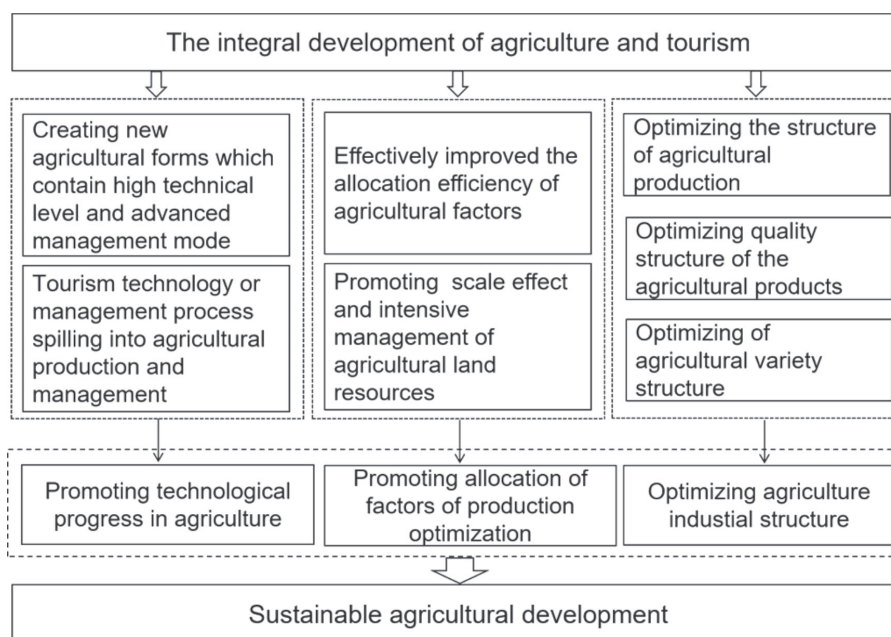 The integral development of agriculture and tourism
Creating new
agricultural forms which
contain high technical
level and advanced
management mode
Tourism technology or
management process
spilling into agricultural
production and
management
Effectively improved the
allocation efficiency of
agricultural factors
Promoting scale effect
and intensive
management of
agricultural land
resources
Optimizing the structure
of agricultural
production
Optimizing quality
structure of the
agricultural products
Optimizing of
agricultural variety
structure
Promoting technological
progress in agriculture
Promoting allocation of
factors of production
optimization
Optimizing agriculture
industial structure
Sustainable agricultural development